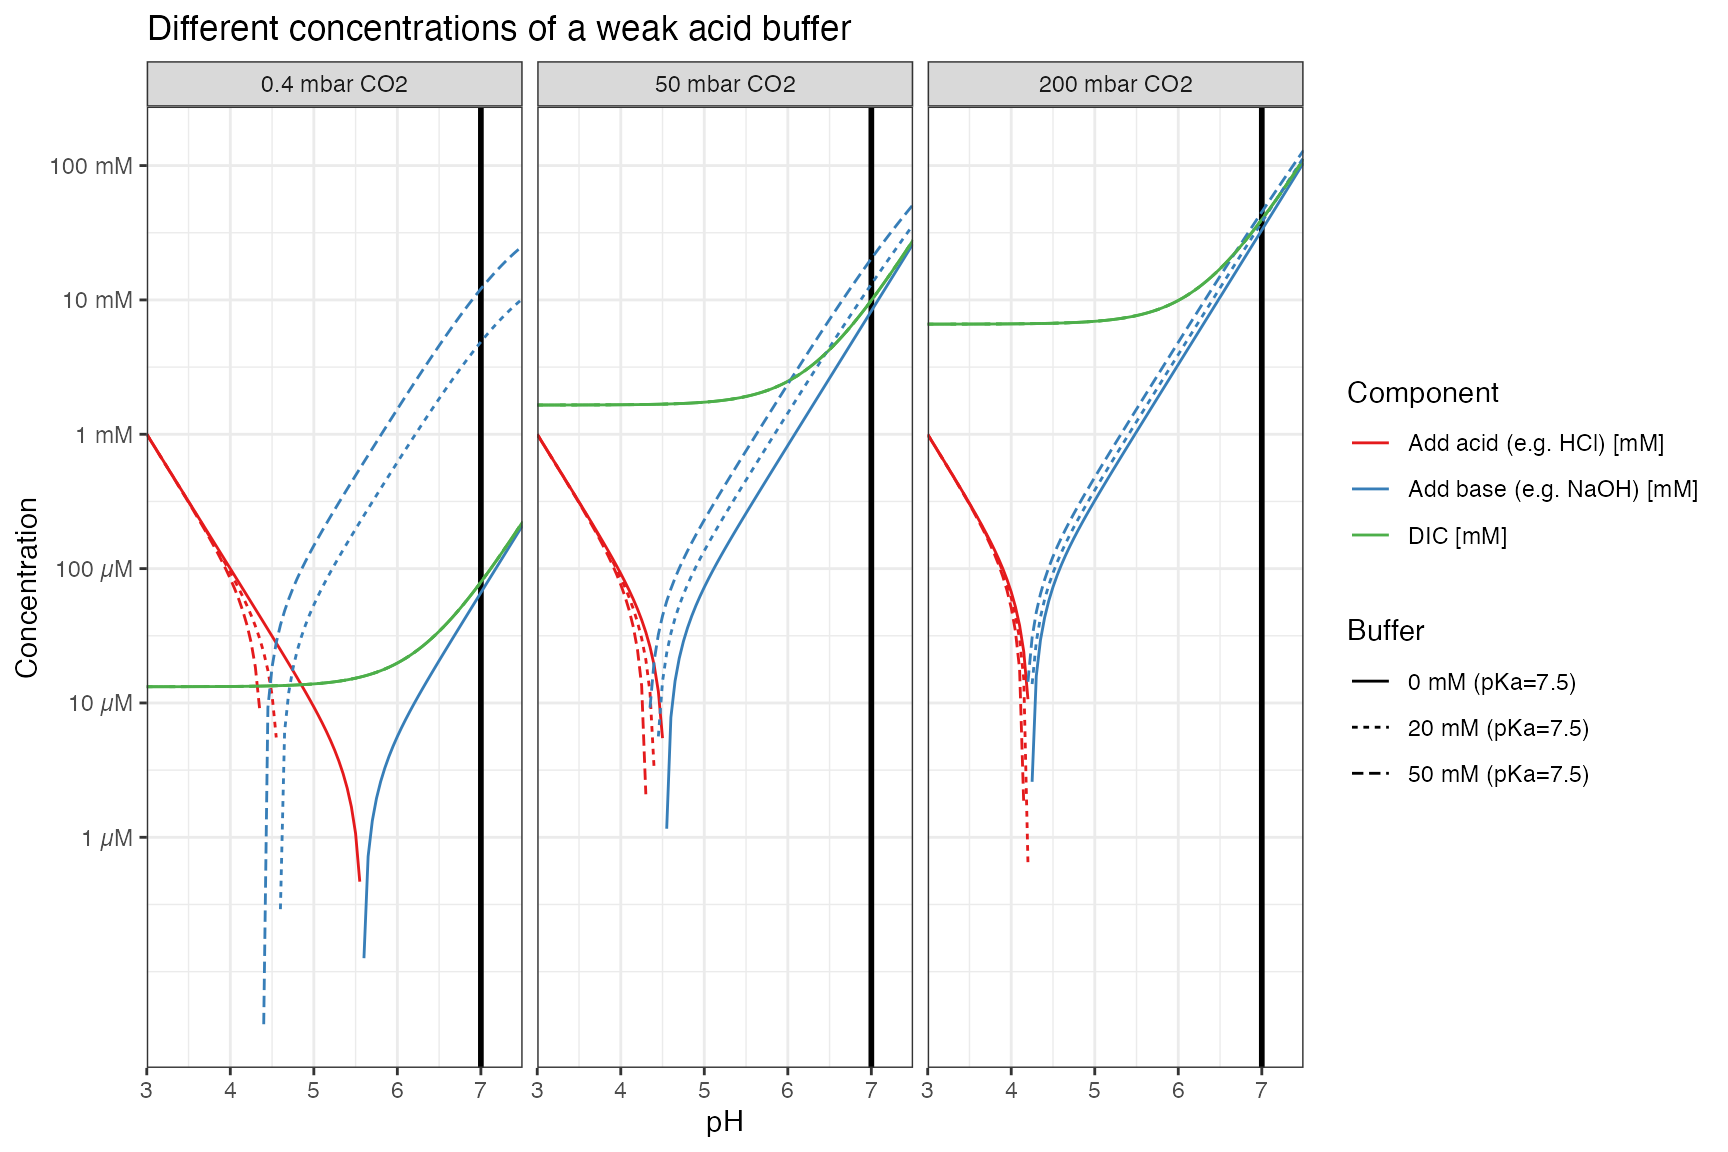 Different concentrations of a weak acid buffer
0.4 mbar CO2
50 mbar CO2
200 mbar CO2
100 mM
10 mM
1 mM
100 µM
10 µM
1 µM
Concentration
3 4 5 6 7
3 4 5 6 7
3 4 5 6 7
pH
Component
Add acid (e.g. HCl) [mM]
Add base (e.g. NaOH) [mM]
DIC [mM]
Buffer
0 mM (pKa=7.5)
20 mM (pKa=7.5)
50 mM (pKa=7.5)